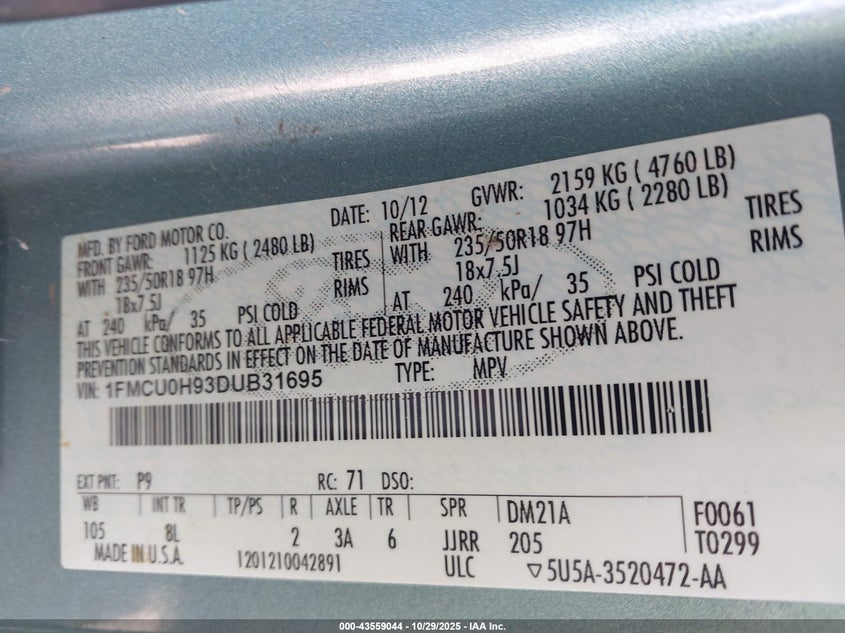 MFD. BY FORD MOTOR CO. DATE: 10/12 GVWR: 2159 KG ( 4760 LB)
FRONT GAWR: 1125 KG ( 2480 LB) REAR GAWR: 1034 KG ( 2280 LB)
WITH 235/50R18 97H TIRES WITH 235/50R18 97H TIRES
18x7.5J RIMS 18x7.5J RIMS
AT 240 kPa/ 35 PSI COLD AT 240 kPa/ 35 PSI COLD
THIS VEHICLE CONFORMS TO ALL APPLICABLE FEDERAL MOTOR VEHICLE SAFETY AND THEFT
PREVENTION STANDARDS IN EFFECT ON THE DATE OF MANUFACTURE SHOWN ABOVE.
VIN: 1FMCU0H93DUB31695 TYPE: MPV
EXT PNT: P9 RC: 71 DSO:
WB INT TR TP/PS R AXLE TR SPR DM21A F0061
105 8L 2 3A 6 JJRR 205 T0299
MADE IN U.S.A. 1201210042891 ULC ▽5U5A-3520472-AA
000-43559044 - 10/29/2025 - IAA Inc.